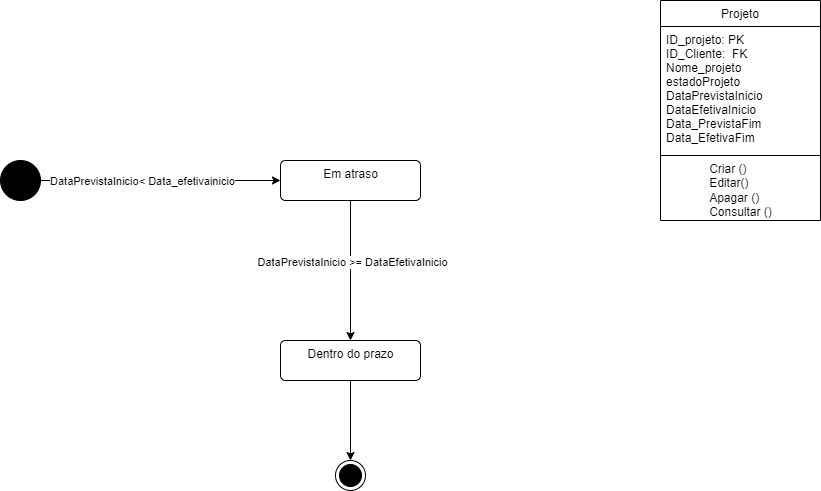 Projeto
ID_projeto: PK
ID_Cliente:  FK
Nome_projeto
estadoProjeto
DataPrevistaInicio
DataEfetivaInicio
Data_PrevistaFim
Data_EfetivaFim
Criar ()
Editar()
Apagar ()
Consultar ()
Em atraso
DataPrevistaInicio< Data_efetivainicio
DataPrevistaInicio >= DataEfetivaInicio
Dentro do prazo